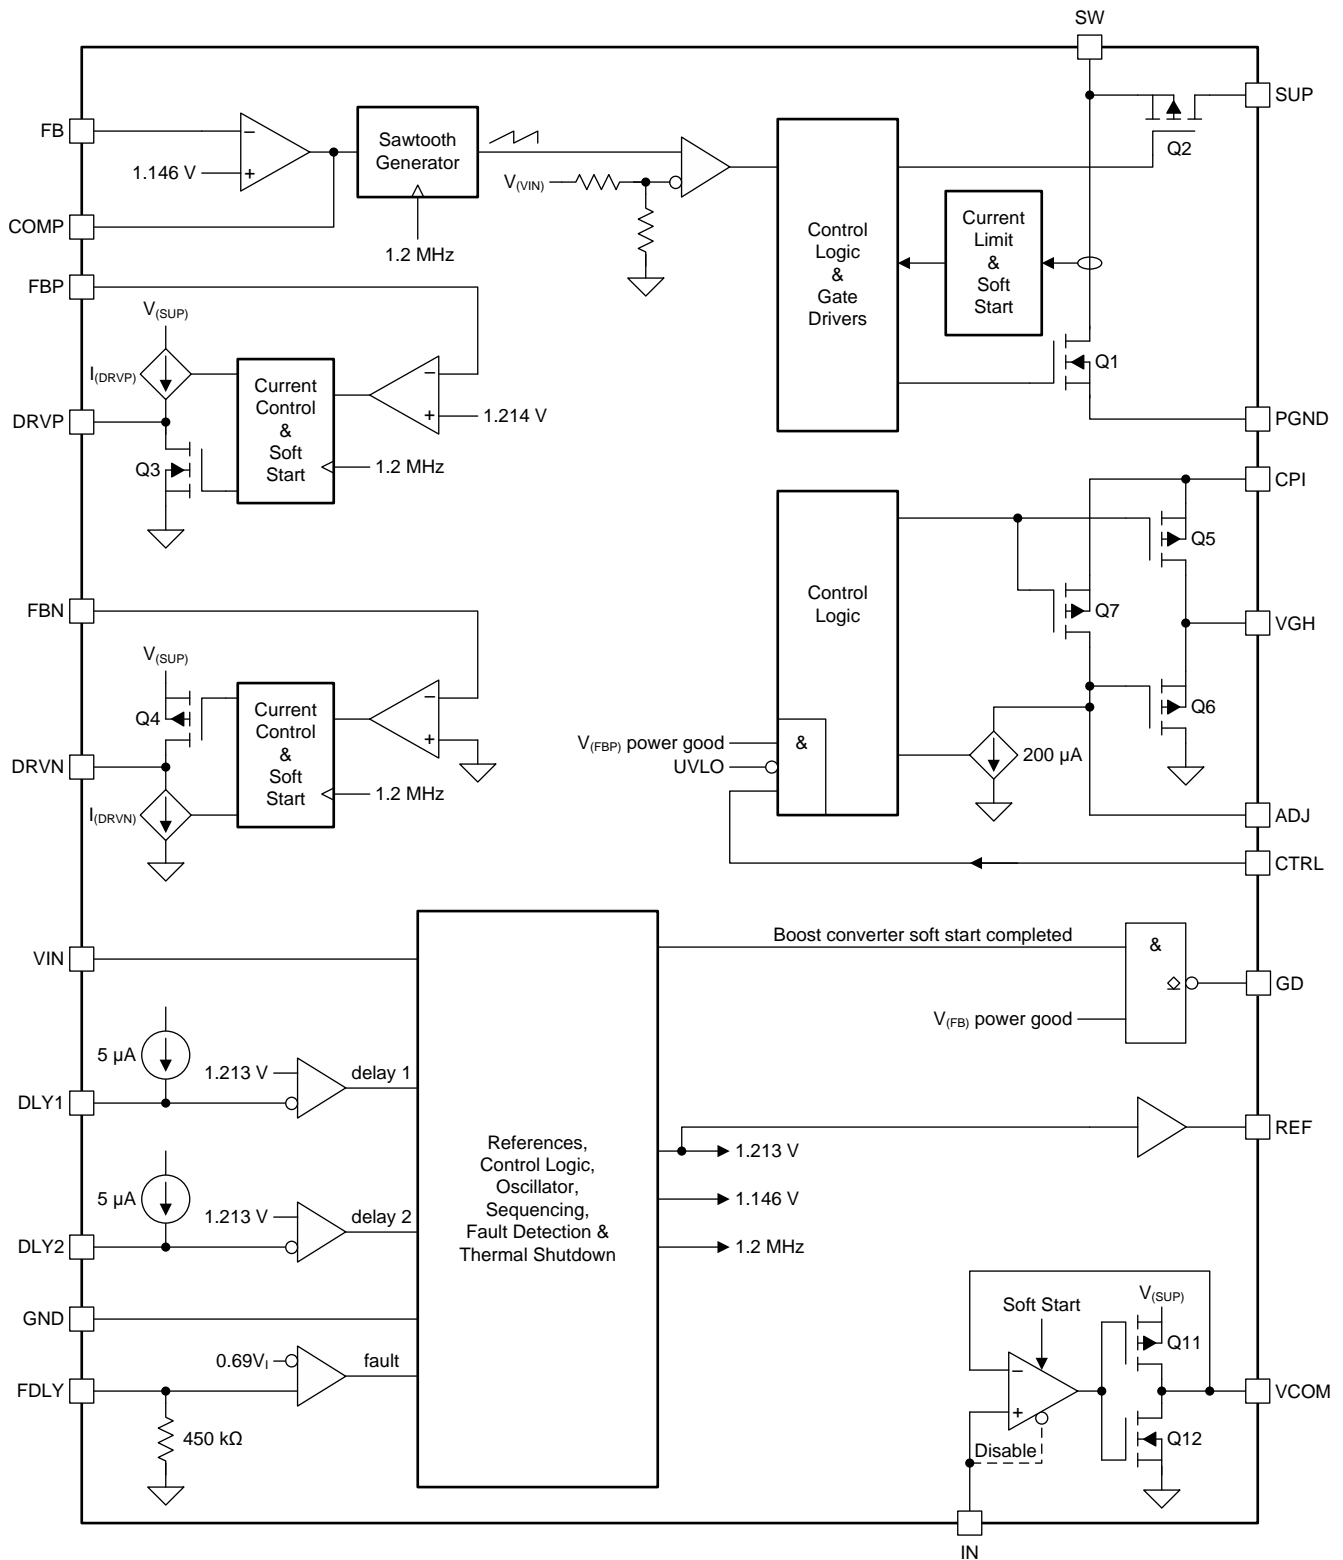 SW
SUP
FB
1.146 V
−
+
Sawtooth
Generator
1.2 MHz
COMP
V(VIN)
Control
Logic
&
Gate
Drivers
Current
Limit
&
Soft
Start
Q2
Q1
PGND
FBP
V(SUP)
I(DRVP)
DRVP
Q3
Current
Control
&
Soft
Start
−
+
1.214 V
1.2 MHz
CPI
Q5
Q7
VGH
Q6
Control
Logic
&
V(FBP) power good
UVLO
200 µA
ADJ
CTRL
FBN
V(SUP)
Q4
DRVN
I(DRVN)
Current
Control
&
Soft
Start
−
+
1.2 MHz
VIN
5 µA
1.213 V
delay 1
DLY1
5 µA
1.213 V
delay 2
DLY2
GND
0.69VI
fault
FDLY
450 kΩ
References,
Control Logic,
Oscillator,
Sequencing,
Fault Detection &
Thermal Shutdown
Boost converter soft start completed
&
V(FB) power good
GD
REF
1.213 V
1.146 V
1.2 MHz
Soft Start
V(SUP)
Q11
−
+
VCOM
Q12
Disable
IN